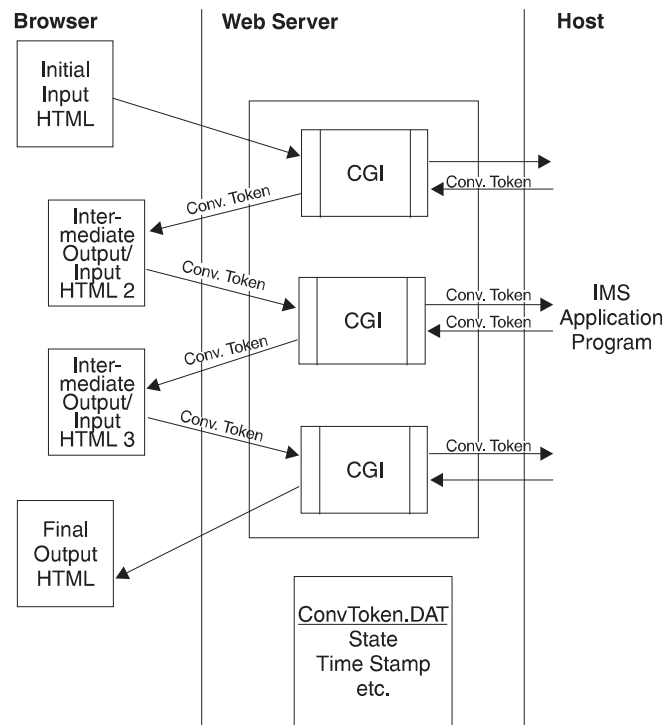 Browser
Web Server
Host
Initial
Input
HTML
CGI
Conv. Token
Conv. Token
Inter-
mediate
Output/
Input
HTML 2
Conv. Token
CGI
Conv. Token
Conv. Token
IMS
Application
Program
Conv. Token
Inter-
mediate
Output/
Input
HTML 3
Conv. Token
CGI
Conv. Token
Final
Output
HTML
ConvToken.DAT
State
Time Stamp
etc.